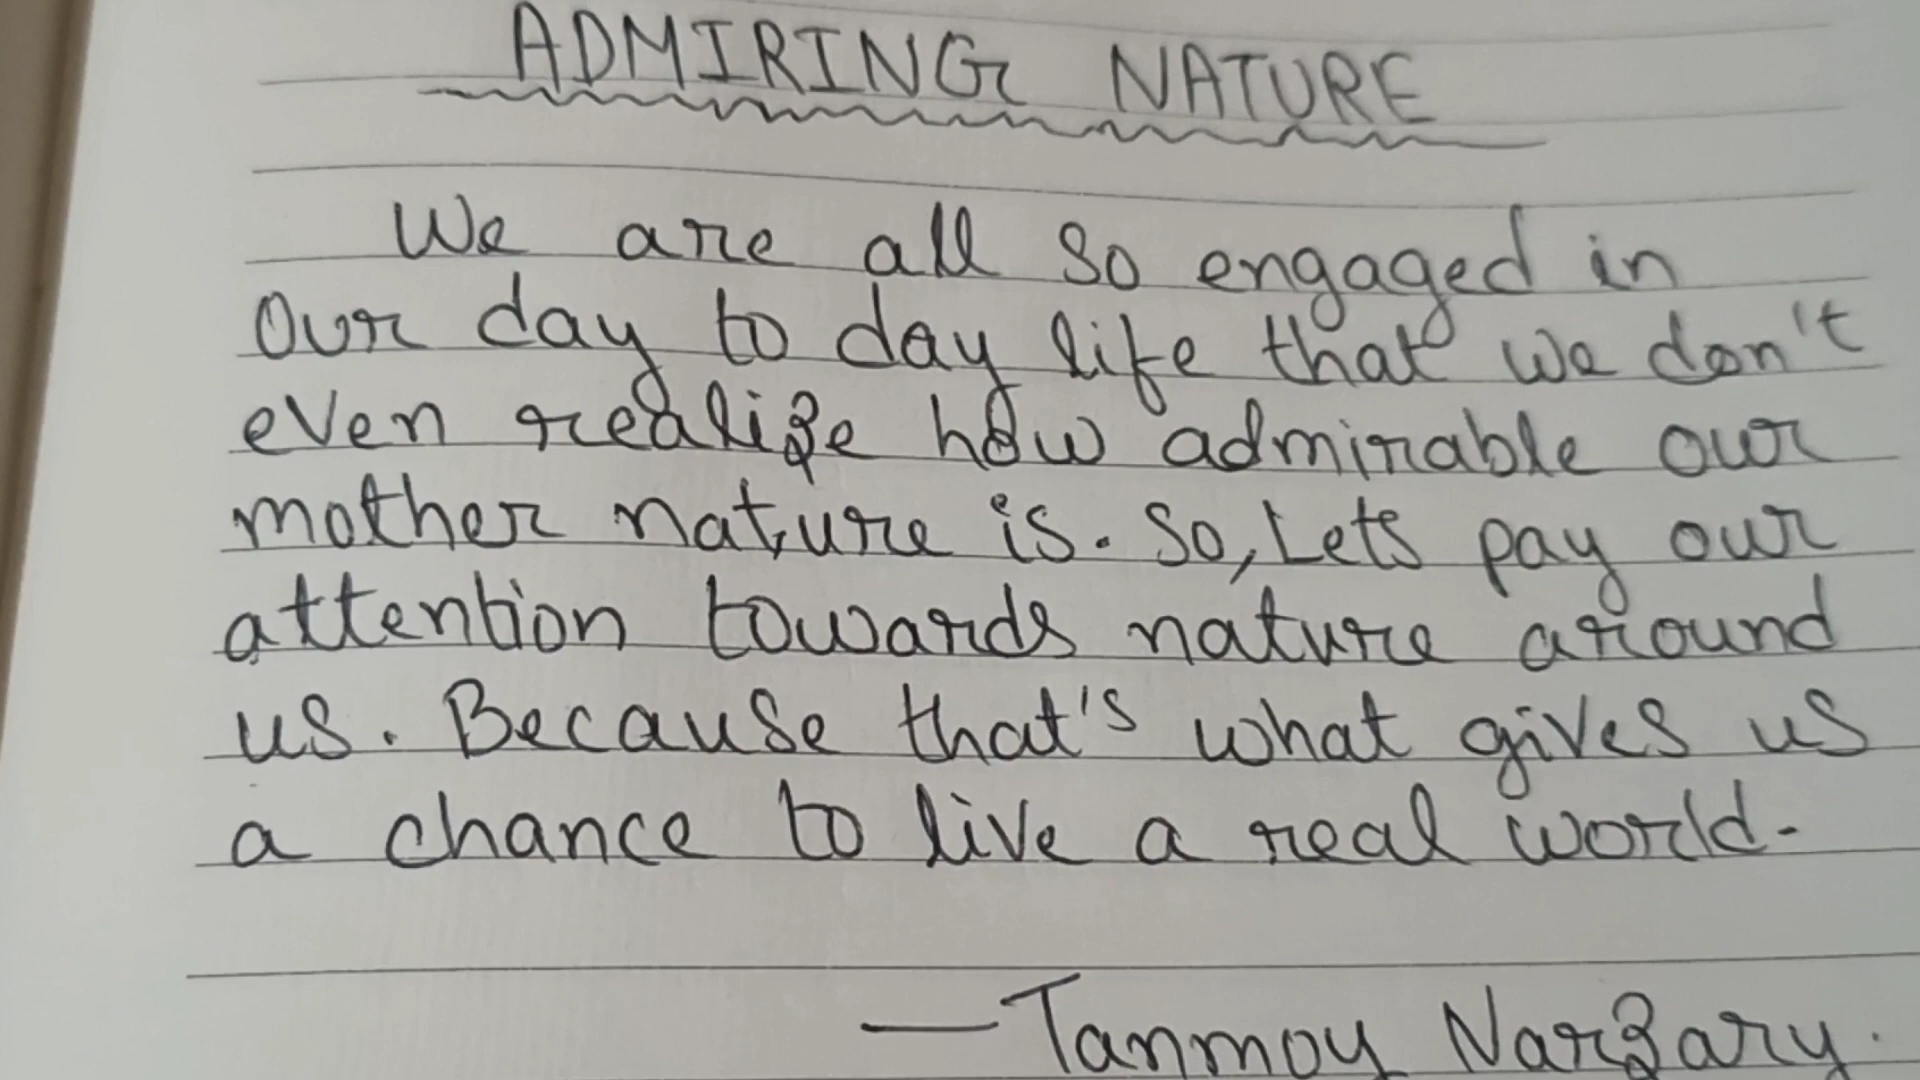 ADMIRING NATURE
We are all so engaged in
our day to day life that we don't
even realize how admirable our
mother nature is. So, Lets pay our
attention towards nature around
us. Because that's what gives us
a chance to live a real world.
—Tanmoy Narzary.